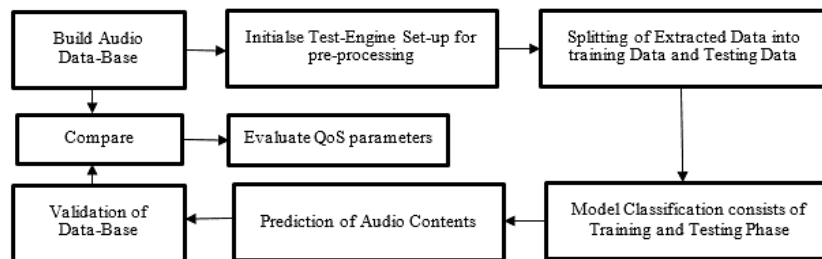 Build Audio
Data-Base
Initialse Test-Engine Set-up for
pre-processing
Splitting of Extracted Data into
training Data and Testing Data
Compare
Evaluate QoS parameters
Validation of
Data-Base
Prediction of Audio Contents
Model Classification consists of
Training and Testing Phase